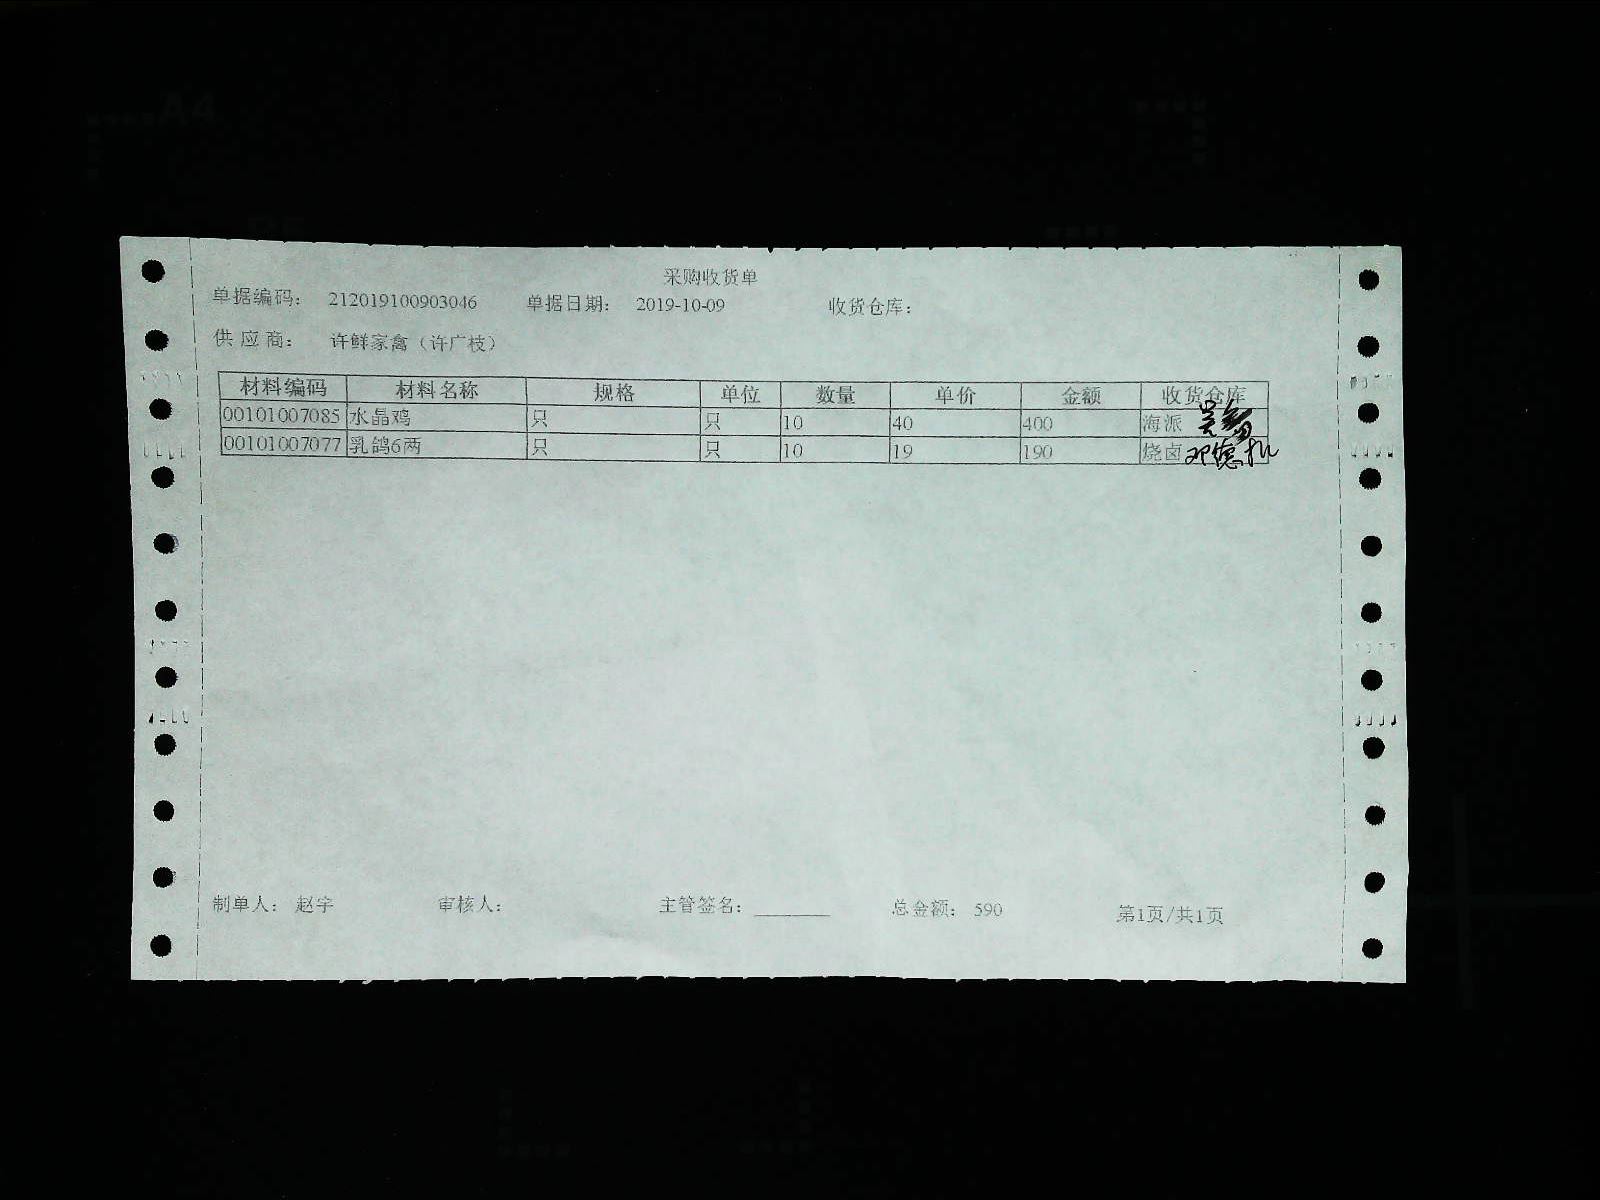 采购收货单
单据编码： 212019100903046 单据日期： 2019-10-09 收货仓库：
供 应 商： 许鲜家禽（许广枝）
材料编码 材料名称 规格 单位 数量 单价 金额 收货仓库
00101007085 水晶鸡 只 只 10 40 400 海派
00101007077 乳鸽6两 只 只 10 19 190 烧卤 邓德
制单人： 赵宇 审核人： 主管签名：________ 总金额： 590 第1页/共1页